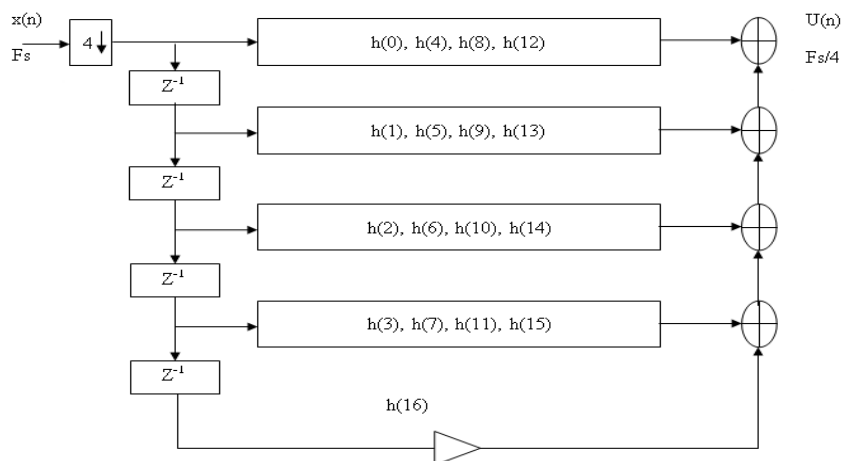 x(n)
Fs
4
h(0), h(4), h(8), h(12)
U(n)
Fs/4
Z⁻¹
h(1), h(5), h(9), h(13)
Z⁻¹
h(2), h(6), h(10), h(14)
Z⁻¹
h(3), h(7), h(11), h(15)
Z⁻¹
h(16)